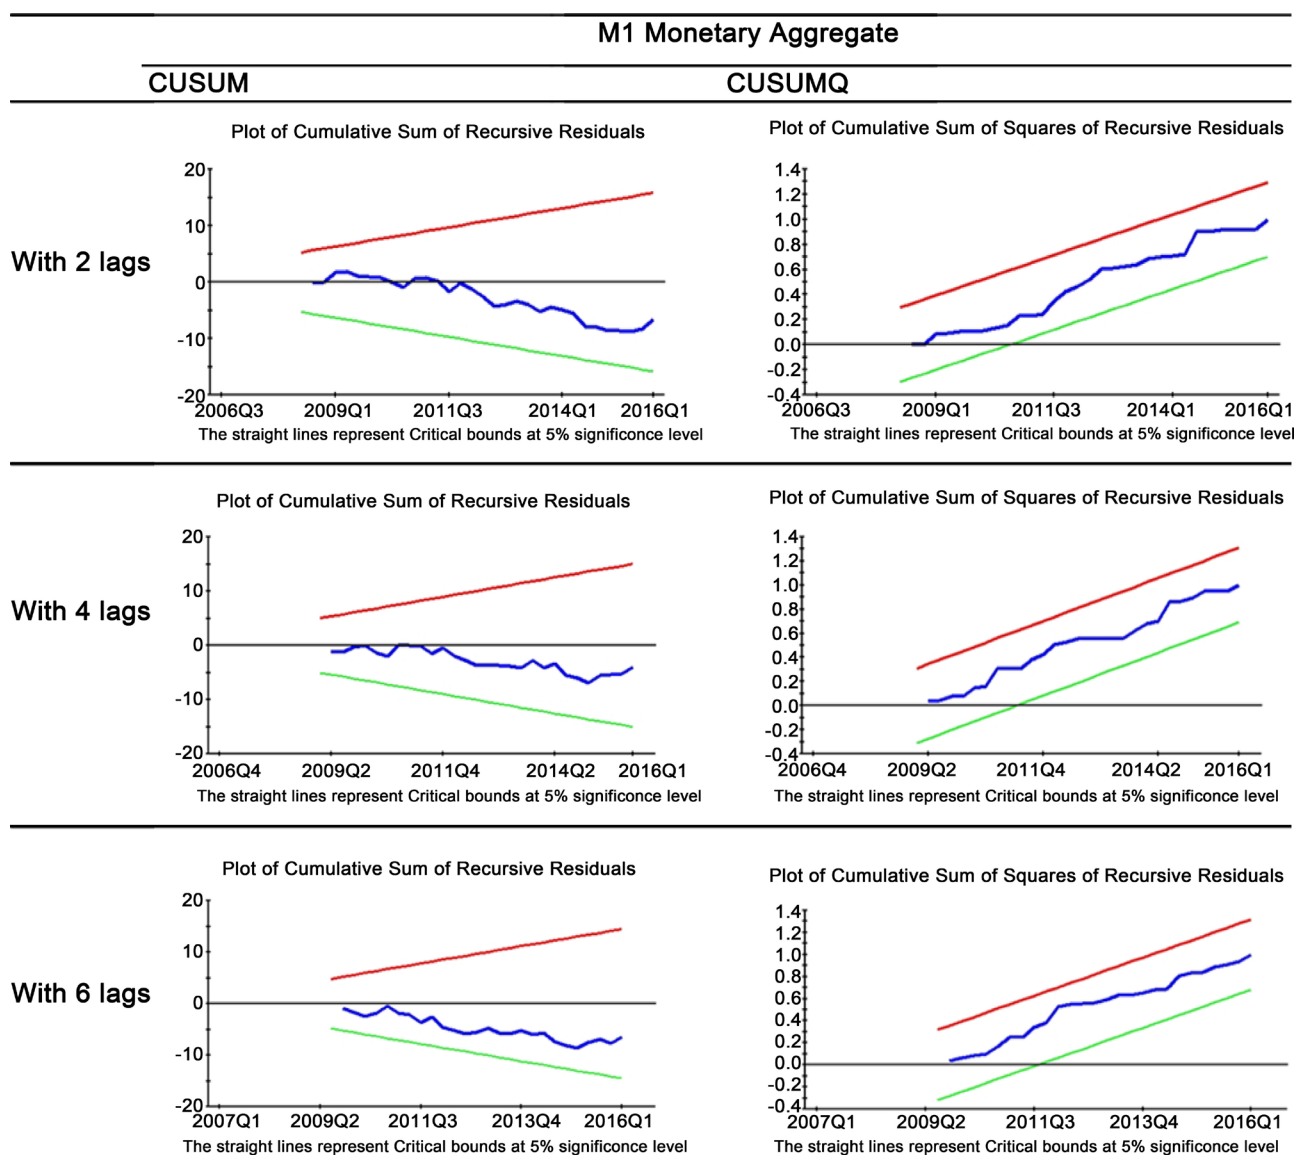 M1 Monetary Aggregate
CUSUM CUSUMQ
With 2 lags
Plot of Cumulative Sum of Recursive Residuals
20
10
0
-10
-20
2006Q3 2009Q1 2011Q3 2014Q1 2016Q1
The straight lines represent Critical bounds at 5% significonce level
Plot of Cumulative Sum of Squares of Recursive Residuals
1.4
1.2
1.0
0.8
0.6
0.4
0.2
0.0
-0.2
-0.4
2006Q3 2009Q1 2011Q3 2014Q1 2016Q1
The straight lines represent Critical bounds at 5% significonce level
With 4 lags
Plot of Cumulative Sum of Recursive Residuals
20
10
0
-10
-20
2006Q4 2009Q2 2011Q4 2014Q2 2016Q1
The straight lines represent Critical bounds at 5% significonce level
Plot of Cumulative Sum of Squares of Recursive Residuals
1.4
1.2
1.0
0.8
0.6
0.4
0.2
0.0
-0.2
-0.4
2006Q4 2009Q2 2011Q4 2014Q2 2016Q1
The straight lines represent Critical bounds at 5% significonce level
With 6 lags
Plot of Cumulative Sum of Recursive Residuals
20
10
0
-10
-20
2007Q1 2009Q2 2011Q3 2013Q4 2016Q1
The straight lines represent Critical bounds at 5% significonce level
Plot of Cumulative Sum of Squares of Recursive Residuals
1.4
1.2
1.0
0.8
0.6
0.4
0.2
0.0
-0.2
-0.4
2007Q1 2009Q2 2011Q3 2013Q4 2016Q1
The straight lines represent Critical bounds at 5% significonce level